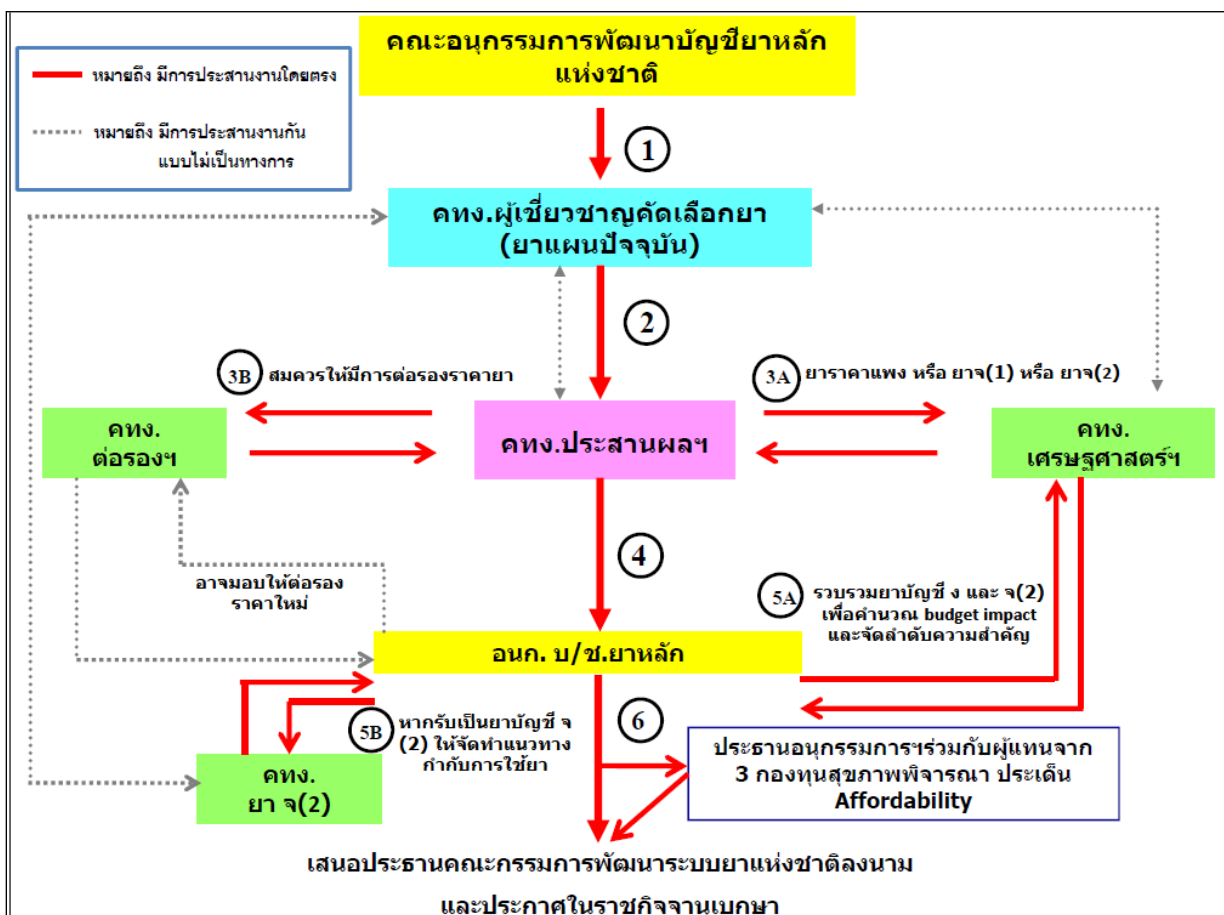 คณะอนุกรรมการพัฒนาบัญชียาหลัก
แห่งชาติ
หมายถึง มีการประสานงานโดยตรง
หมายถึง มีการประสานงานกัน
แบบไม่เป็นทางการ
1
คทง.ผู้เชี่ยวชาญคัดเลือกยา
(ยาแผนปัจจุบัน)
2
3B สมควรให้มีการต่อรองราคายา
3A ยาราคาแพง หรือ ยาจ(1) หรือ ยาจ(2)
คทง.
ต่อรองฯ
คทง.ประสานผลฯ
คทง.
เศรษฐศาสตร์ฯ
4
อาจมอบให้ต่อรอง
ราคาใหม่
5A รวบรวมยาบัญชี ง และ จ(2)
เพื่อคำนวณ budget impact
และจัดลำดับความสำคัญ
อนก. บ/ช.ยาหลัก
5B หากรับเป็นยาบัญชี จ
(2) ให้จัดทำแนวทาง
กำกับการใช้ยา
6
คทง.
ยา จ(2)
ประธานอนุกรรมการฯร่วมกับผู้แทนจาก
3 กองทุนสุขภาพพิจารณา ประเด็น
Affordability
เสนอประธานคณะกรรมการพัฒนาระบบยาแห่งชาติลงนาม
และประกาศในราชกิจจานุเบกษา